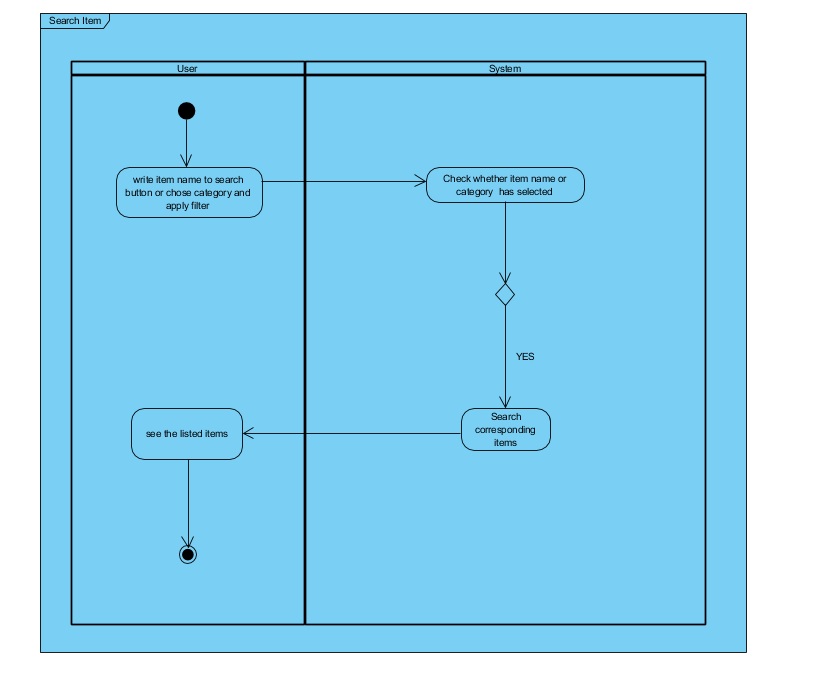 Search Item
User
System
write item name to search
button or chose category and
apply filter
Check whether item name or
category has selected
YES
Search
corresponding
items
see the listed items